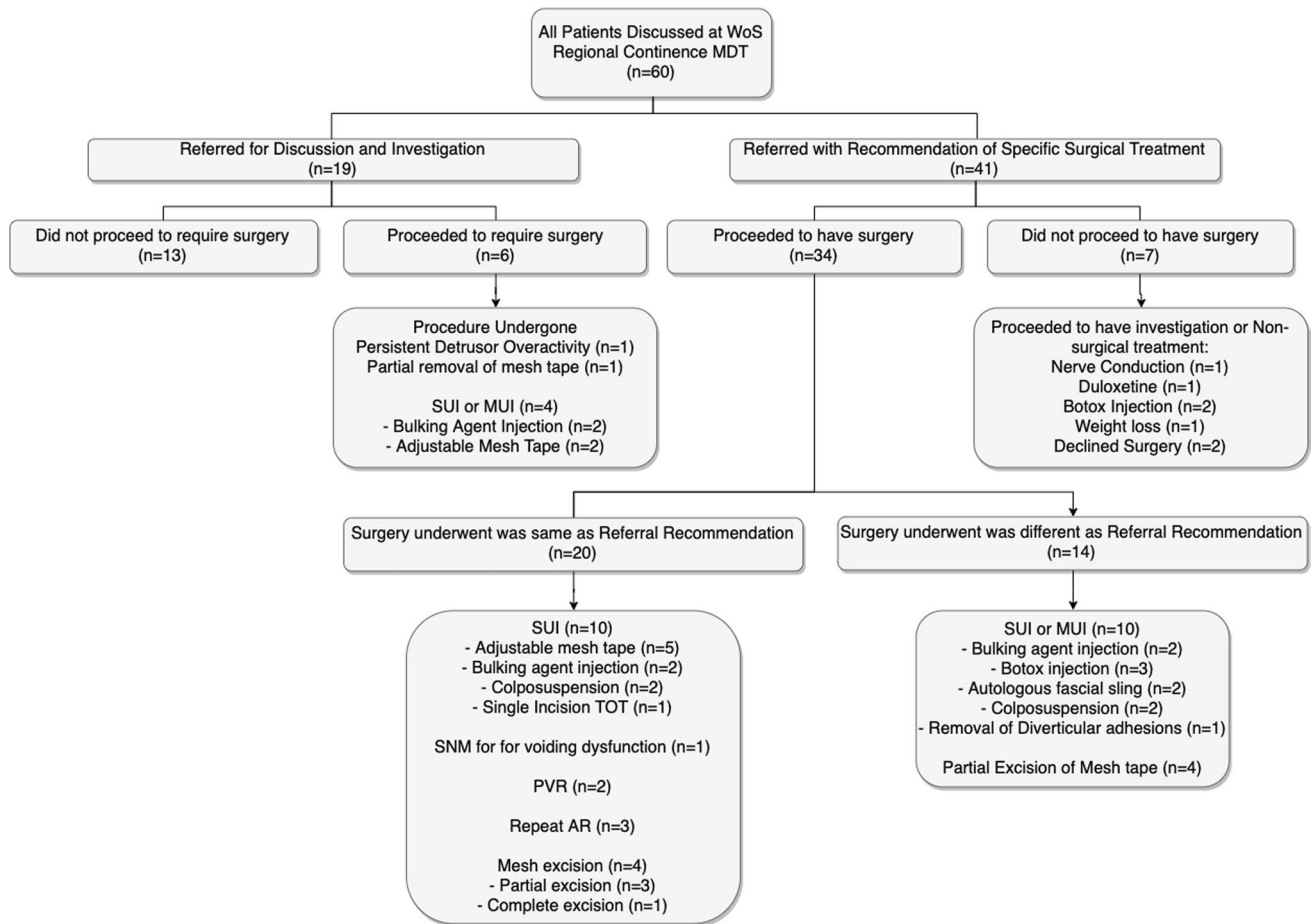 All Patients Discussed at WoS
Regional Continence MDT
(n=60)
Referred for Discussion and Investigation
(n=19)
Referred with Recommendation of Specific Surgical Treatment
(n=41)
Did not proceed to require surgery
(n=13)
Proceeded to require surgery
(n=6)
Proceeded to have surgery
(n=34)
Did not proceed to have surgery
(n=7)
Procedure Undergone
Persistent Detrusor Overactivity (n=1)
Partial removal of mesh tape (n=1)
SUI or MUI (n=4)
- Bulking Agent Injection (n=2)
- Adjustable Mesh Tape (n=2)
Proceeded to have investigation or Non-
surgical treatment:
Nerve Conduction (n=1)
Duloxetine (n=1)
Botox Injection (n=2)
Weight loss (n=1)
Declined Surgery (n=2)
Surgery underwent was same as Referral Recommendation
(n=20)
Surgery underwent was different as Referral Recommendation
(n=14)
SUI (n=10)
- Adjustable mesh tape (n=5)
- Bulking agent injection (n=2)
- Colposuspension (n=2)
- Single Incision TOT (n=1)
SNM for for voiding dysfunction (n=1)
PVR (n=2)
Repeat AR (n=3)
Mesh excision (n=4)
- Partial excision (n=3)
- Complete excision (n=1)
SUI or MUI (n=10)
- Bulking agent injection (n=2)
- Botox injection (n=3)
- Autologous fascial sling (n=2)
- Colposuspension (n=2)
- Removal of Diverticular adhesions (n=1)
Partial Excision of Mesh tape (n=4)